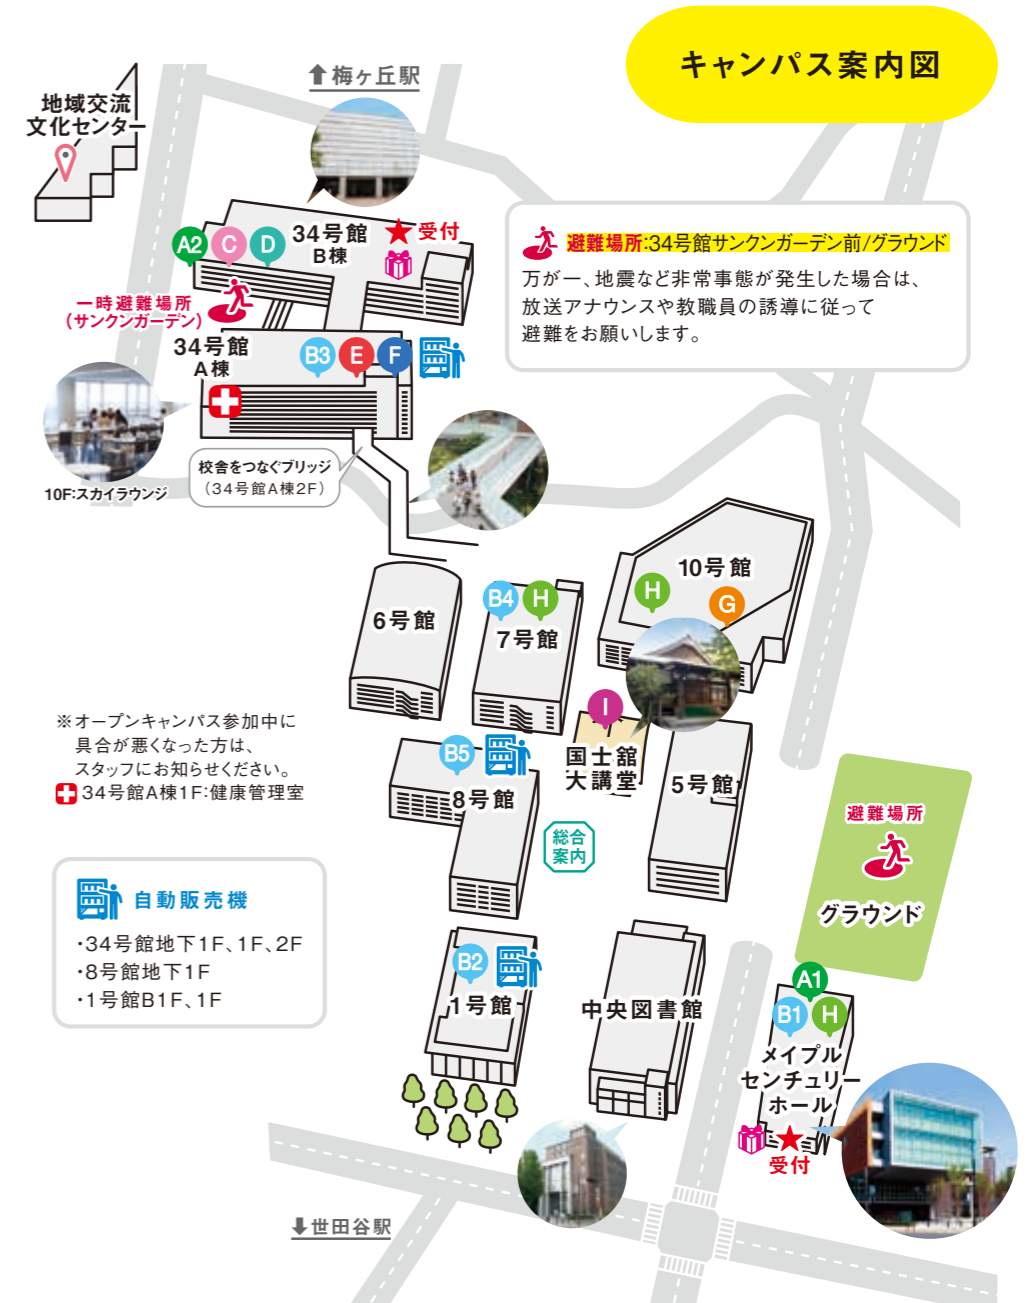 キャンパス案内図
梅ヶ丘駅
地域交流
文化センター
A2
C
D
34号館
B棟
受付
避難場所:34号館サンクンガーデン前/グラウンド
万が一、地震など非常事態が発生した場合は、
放送アナウンスや教職員の誘導に従って
避難をお願いします。
一時避難場所
(サンクンガーデン)
34号館
A棟
B3
E
F
10F:スカイラウンジ
校舎をつなぐブリッジ
(34号館A棟2F)
10号館
H
G
6号館
B4
H
7号館
I
国士舘
大講堂
5号館
※オープンキャンパス参加中に
具合が悪くなった方は、
スタッフにお知らせください。
34号館A棟1F:健康管理室
B5
8号館
総合
案内
避難場所
グラウンド
自動販売機
・34号館地下1F、1F、2F
・8号館地下1F
・1号館B1F、1F
B2
1号館
中央図書館
A1
B1
H
メイプル
センチュリー
ホール
受付
世田谷駅